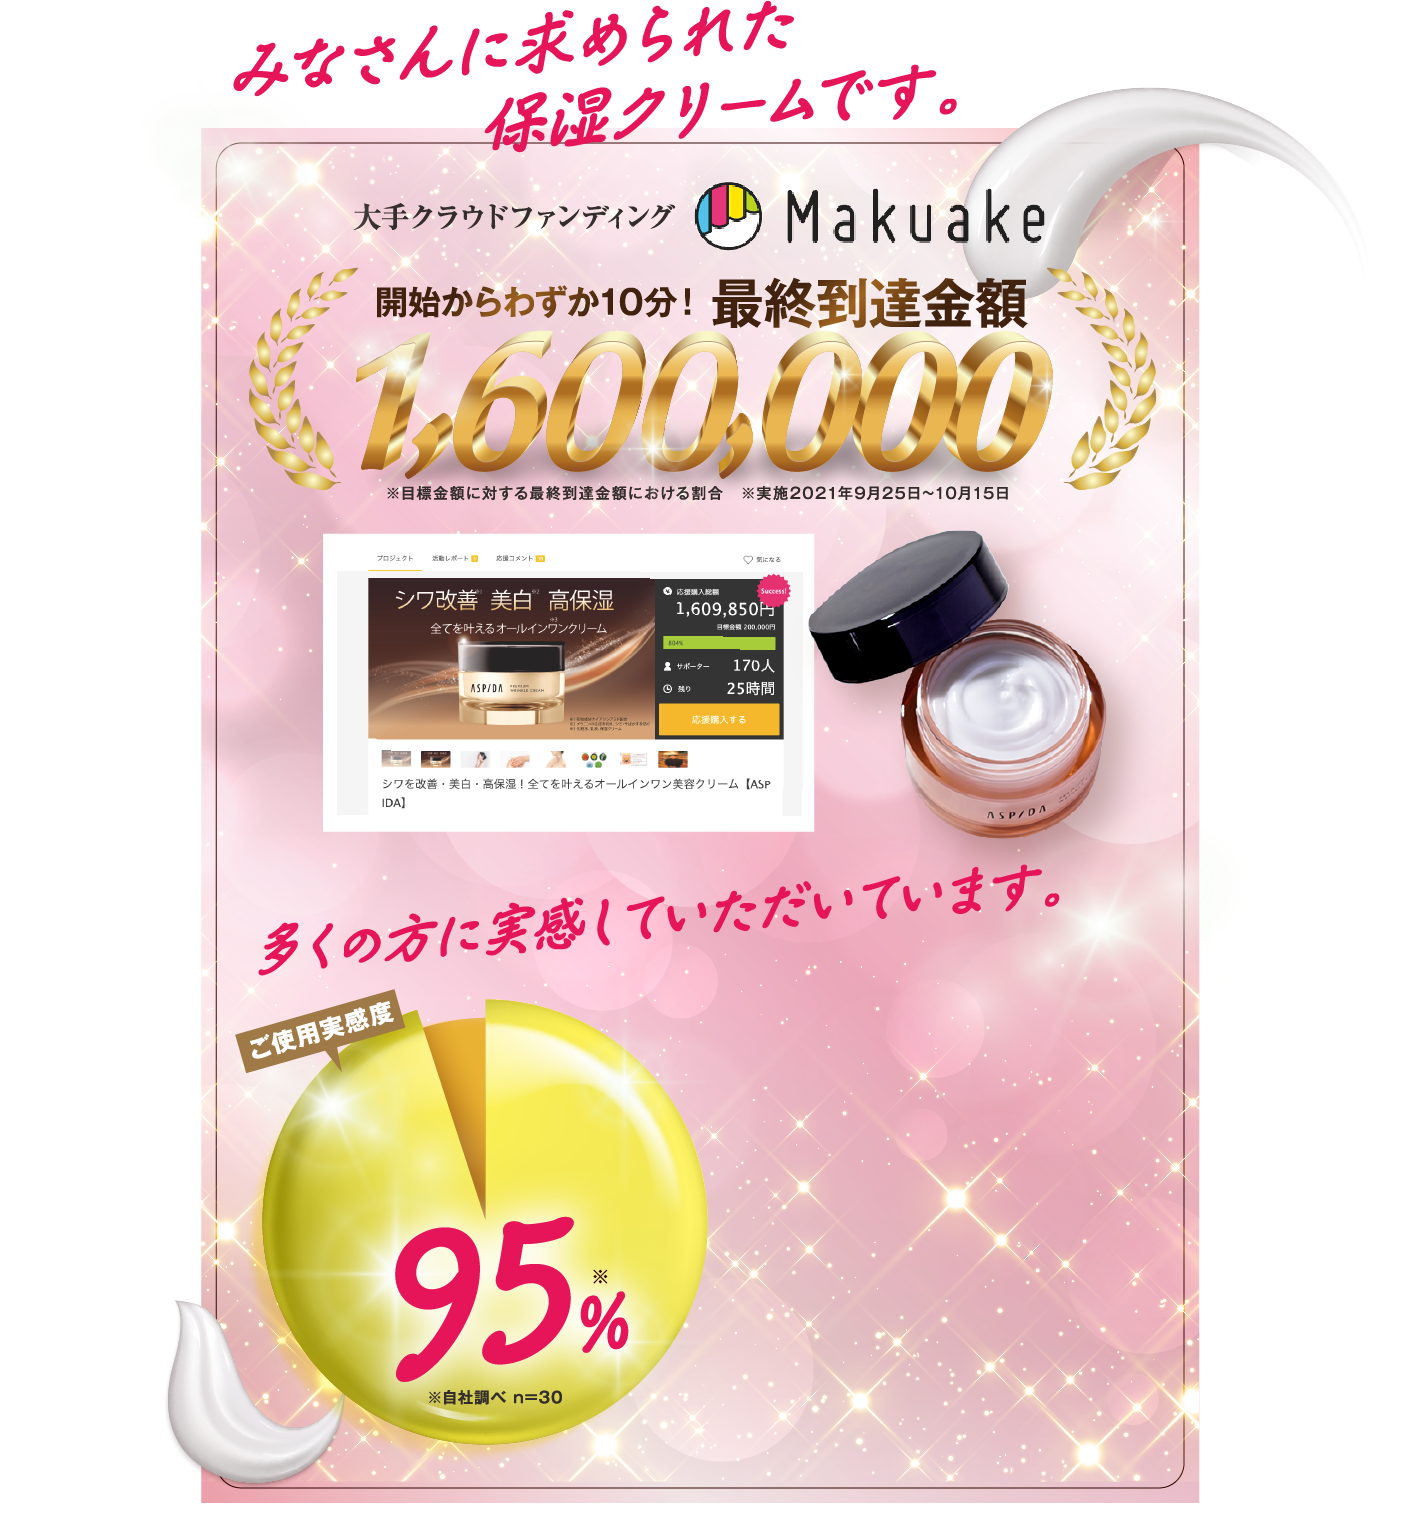 みなさんに求められた
保湿クリームです。
大手クラウドファンディング Makuake
開始からわずか10分！ 最終到達金額
1,600,000
※目標金額に対する最終到達金額における割合 ※実施2021年9月25日~10月15日
プロジェクト 活動レポート 応援コメント 気になる
シワ改善※1 美白※2 高保湿
全てを叶える※3オールインワンクリーム
ASPIDA
PREMIUM
WRINKLE CREAM
応援購入総額
Success!
1,609,850円
目標金額 200,000円
804%
サポーター 170人
残り 25時間
応援購入する
シワを改善・美白・高保湿！全てを叶えるオールインワン美容クリーム【ASP
IDA】
ASPIDA
多くの方に実感していただいています。
ご使用実感度
95%※
※自社調べ n=30